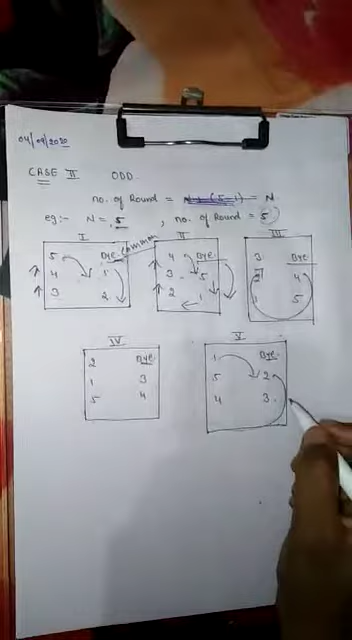 04/09/2020
CASE II ODD.
no. of Round = N
eg:- N = 5, no. of Round = 5
I II III
5 Bye common 4 Bye 3 Bye
4 1 3 5 2 4
3 2 2 1 1 5
IV V
2 Bye 1 Bye
1 3 5 2
5 4 4 3